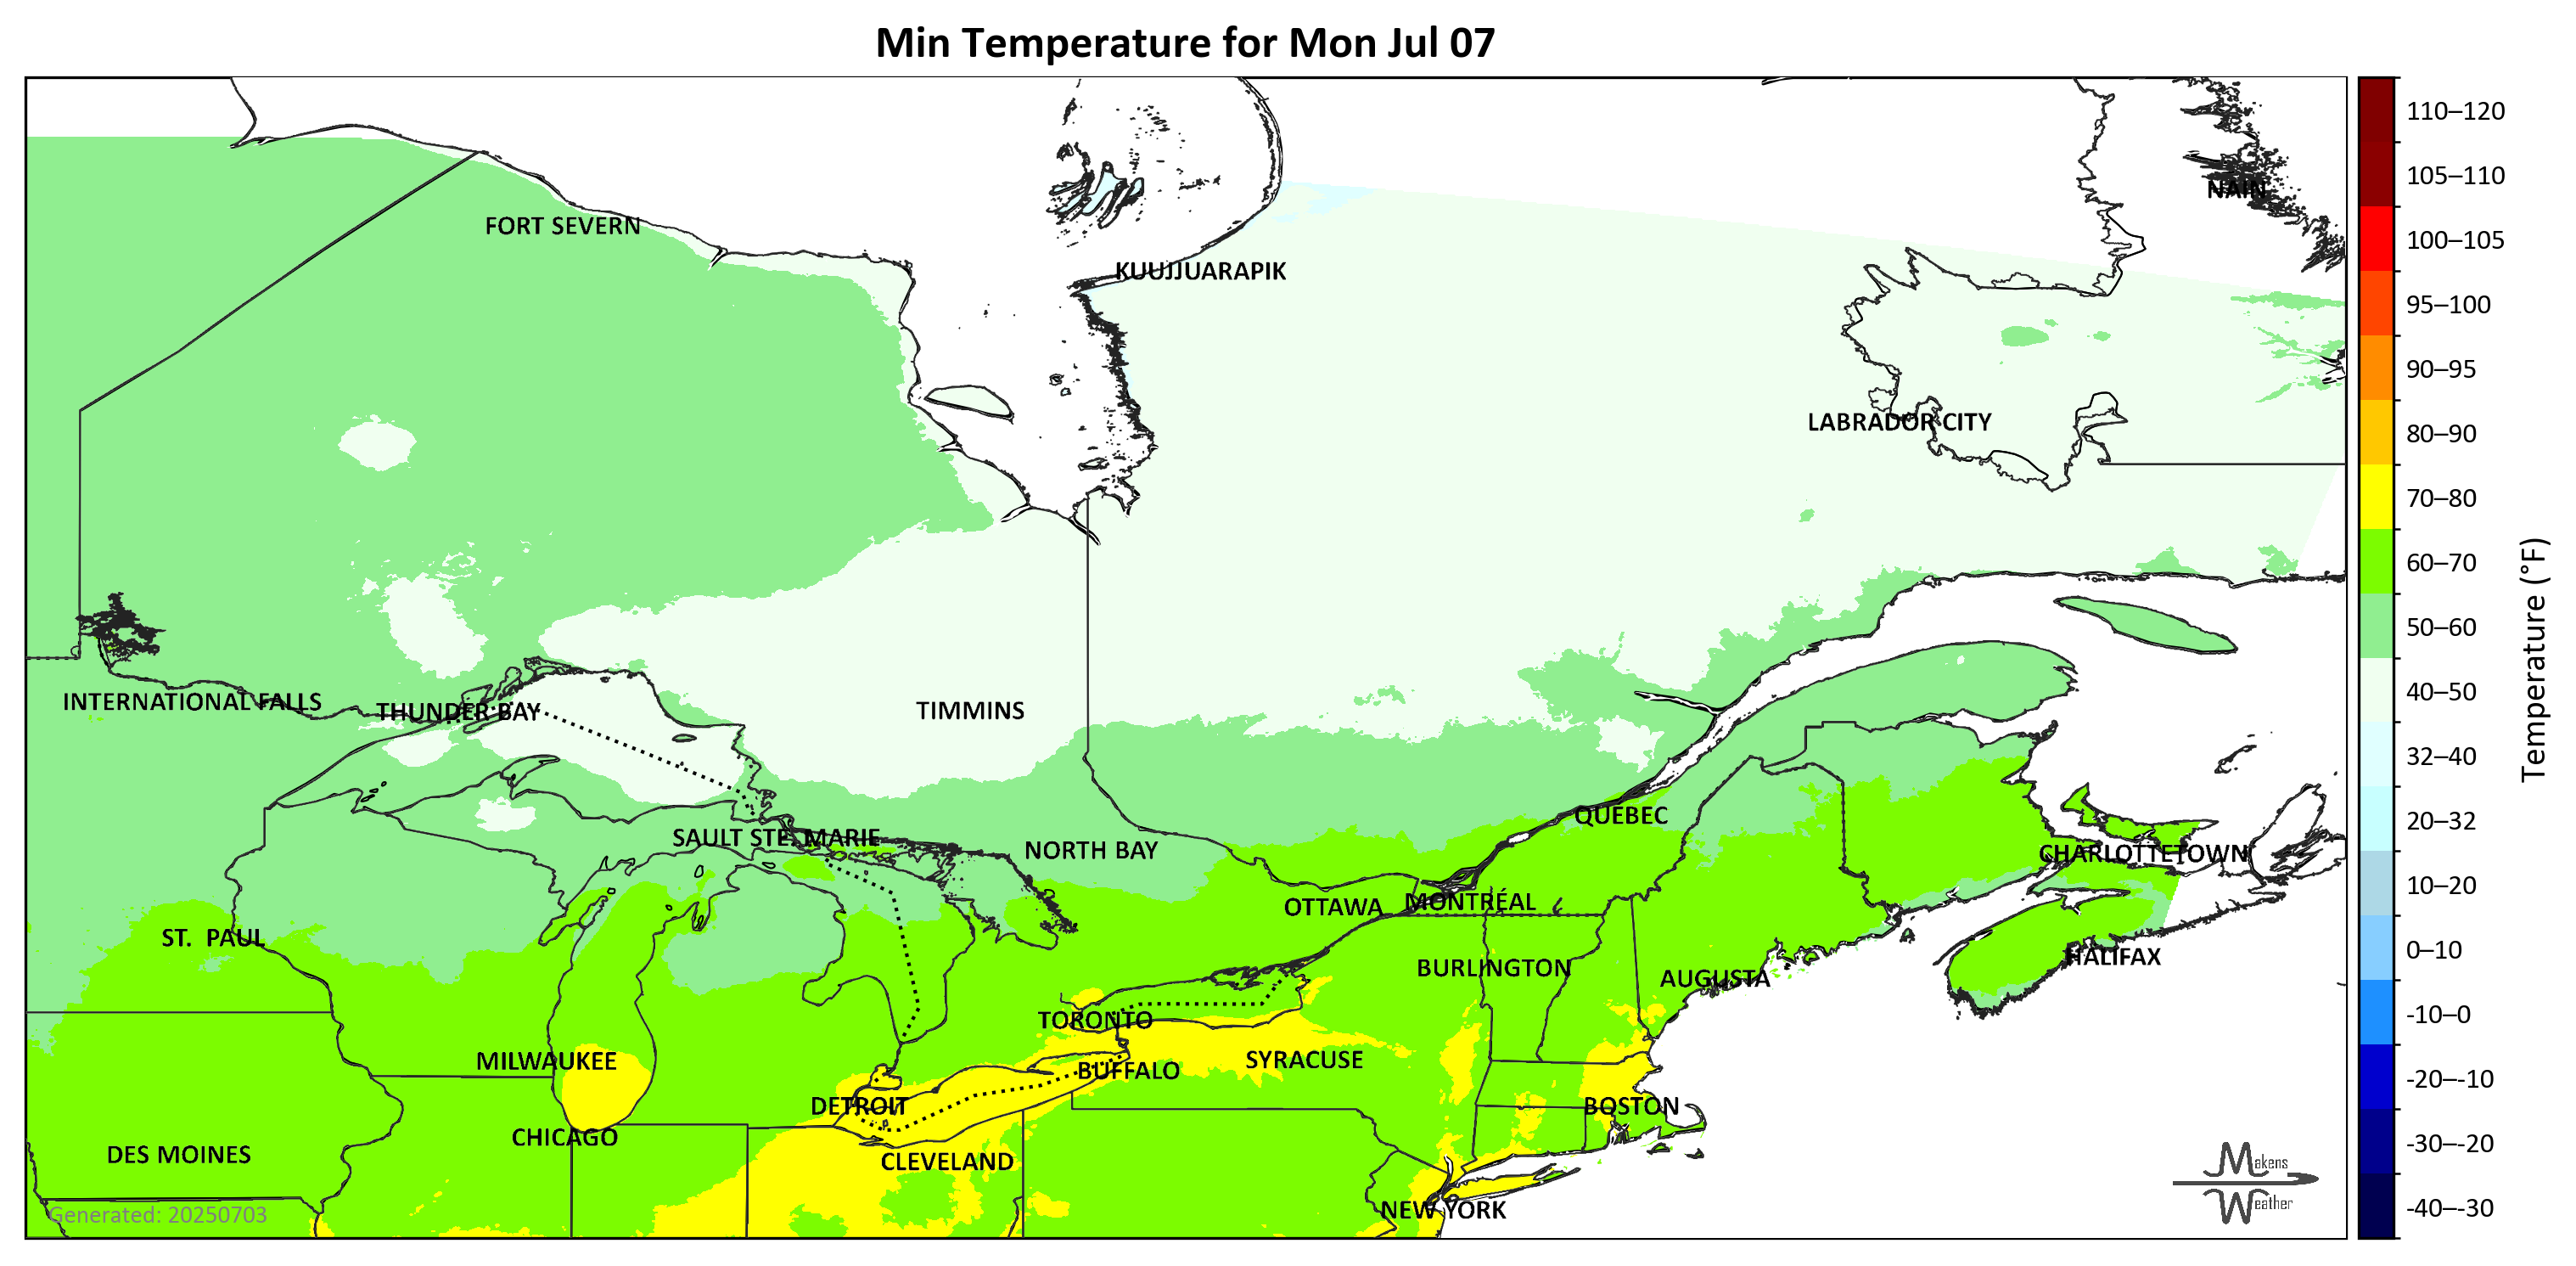 Min Temperature for Mon Jul 07
110–120
105–110
NAIN
FORT SEVERN
100–105
KUUJJUARAPIK
95–100
90–95
LABRADOR CITY
80–90
70–80
60–70
50–60
Temperature (°F)
40–50
INTERNATIONAL FALLS
THUNDER BAY
TIMMINS
32–40
QUÉBEC
20–32
SAULT STE. MARIE
NORTH BAY
CHARLOTTETOWN
10–20
OTTAWA
MONTRÉAL
ST. PAUL
0–10
HALIFAX
BURLINGTON
AUGUSTA
-10–0
TORONTO
MILWAUKEE
SYRACUSE
BUFFALO
-20–-10
DETROIT
BOSTON
CHICAGO
-30–-20
DES MOINES
CLEVELAND
Makens
Weather
NEW YORK
-40–-30
Generated: 20250703